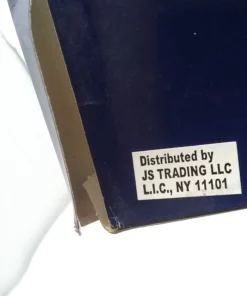 Distributed by
JS TRADING LLC
L.I.C., NY 11101